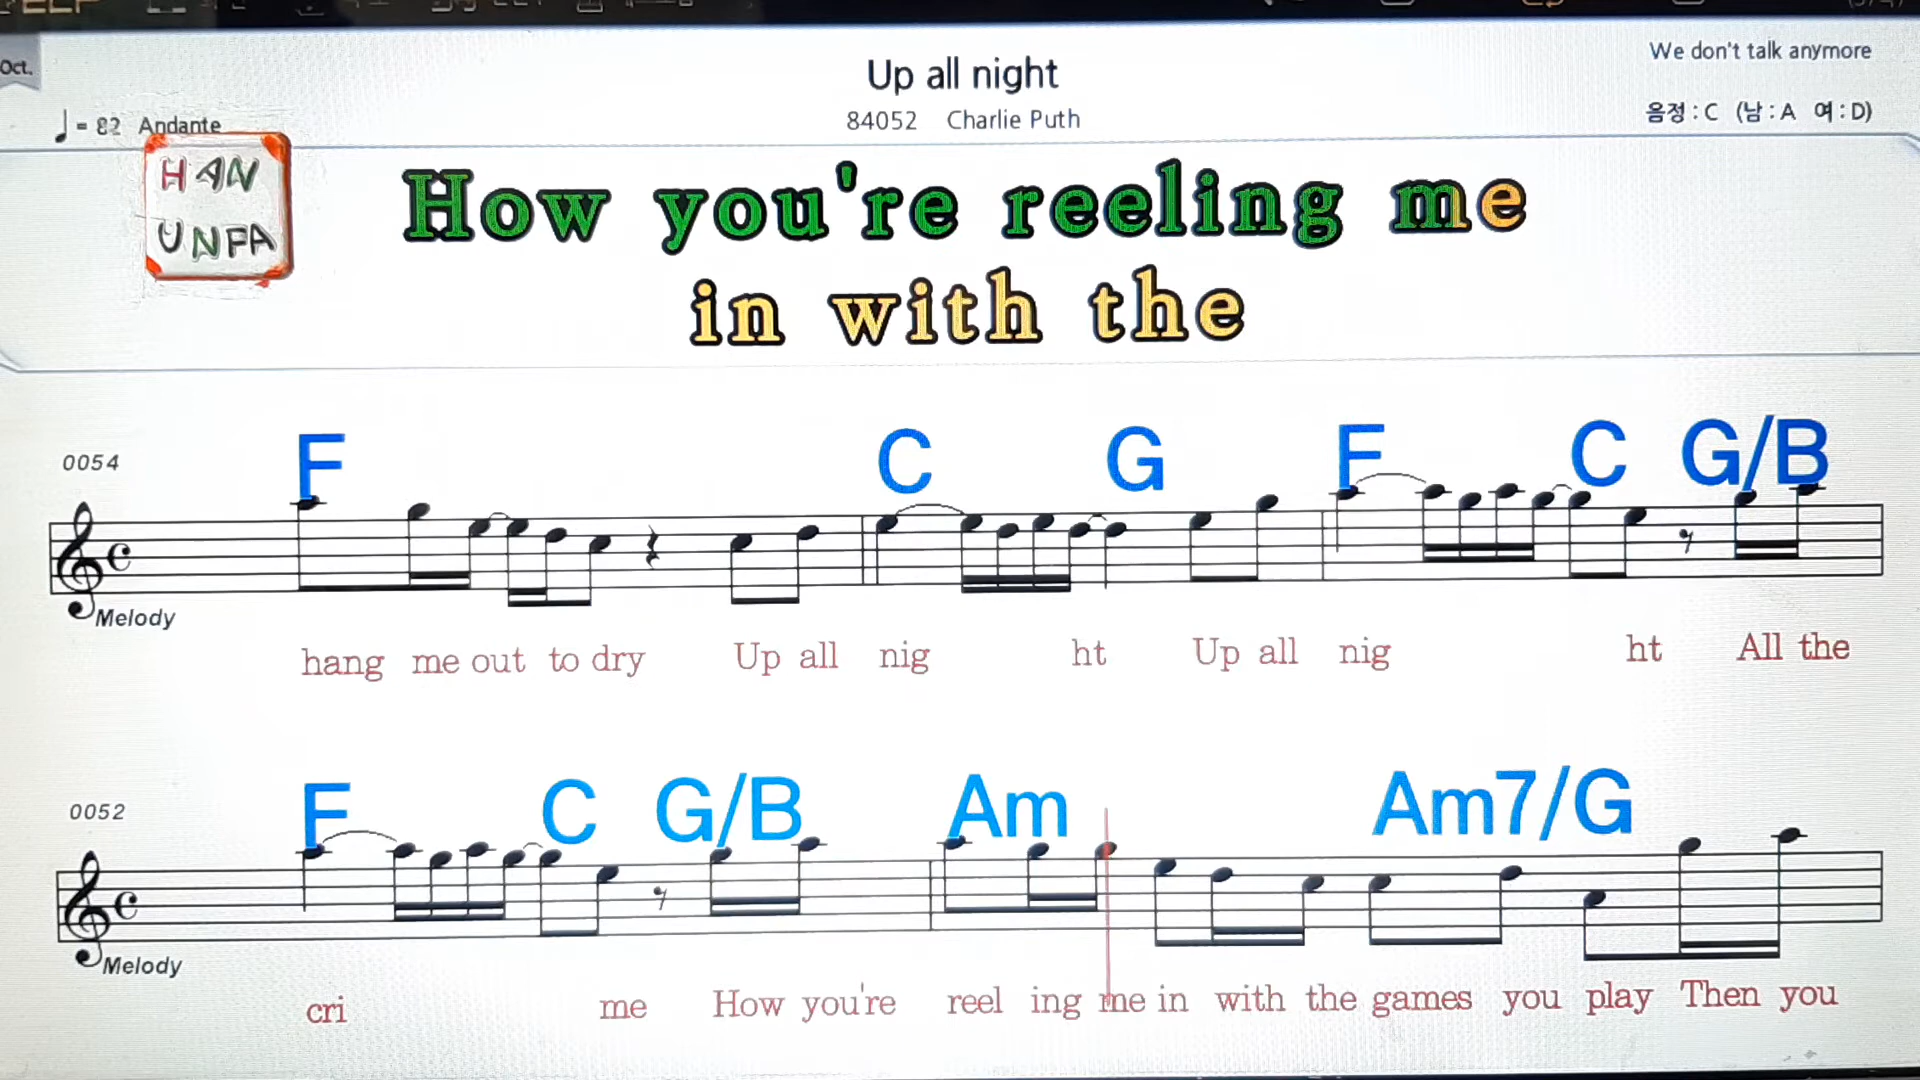 Oct.
Up all night
We don't talk anymore
= 82 Andante
84052 Charlie Puth
음정 : C (남 : A 여 : D)
HAN
UNFA
How you're reeling me
in with the
0054
F C G F C G/B
Melody
hang me out to dry Up all nig ht Up all nig ht All the
0052
F C G/B Am Am7/G
Melody
cri me How you're reel ing me in with the games you play Then you